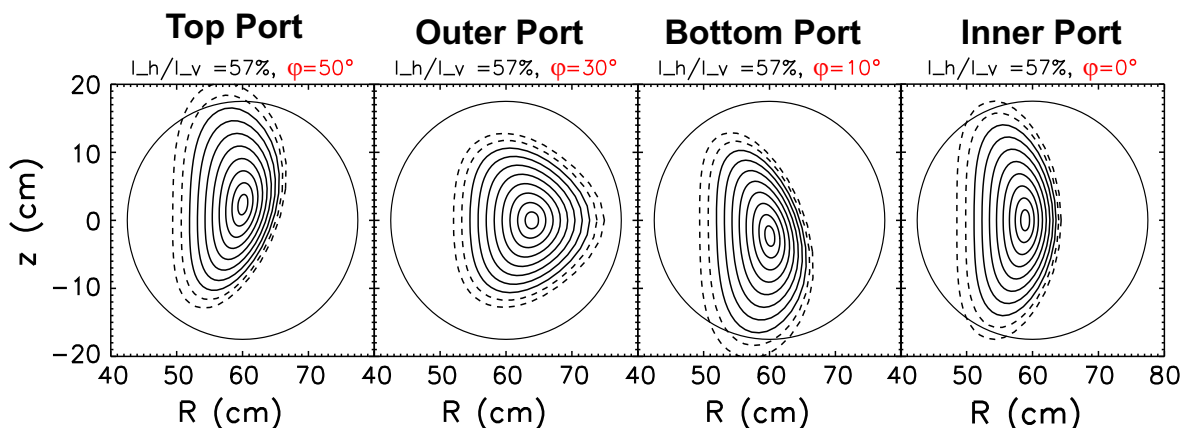 Top Port Outer Port Bottom Port Inner Port
I_h/I_v =57%, φ=50° I_h/I_v =57%, φ=30° I_h/I_v =57%, φ=10° I_h/I_v =57%, φ=0°
20
10
0
−10
−20
z (cm)
40 50 60 70 40 50 60 70 40 50 60 70 40 50 60 70 80
R (cm) R (cm) R (cm) R (cm)